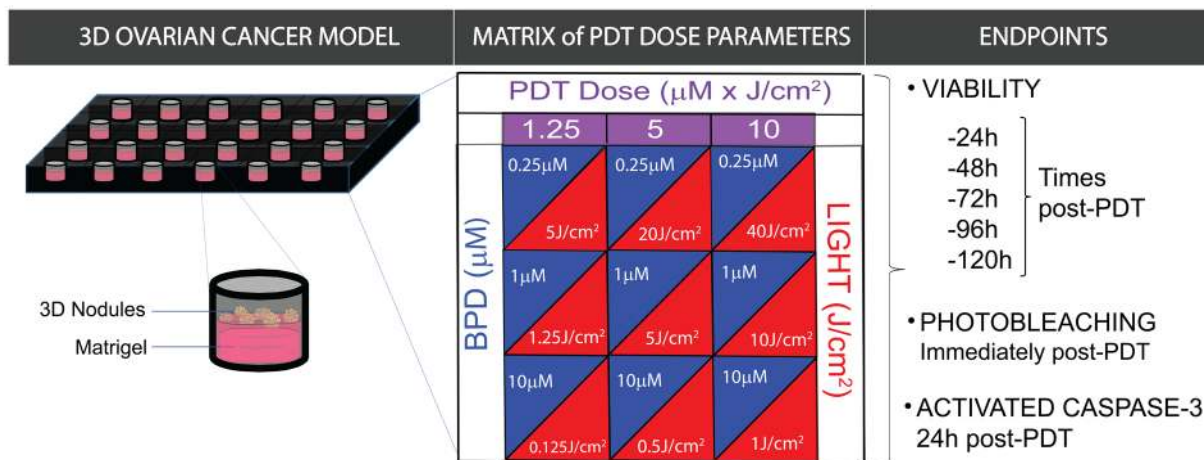 3D OVARIAN CANCER MODEL
MATRIX of PDT DOSE PARAMETERS
ENDPOINTS
3D Nodules
Matrigel
PDT Dose (μM x J/cm²)
1.25 5 10
BPD (μM)
0.25μM 0.25μM 0.25μM
5J/cm² 20J/cm² 40J/cm²
1μM 1μM 1μM
1.25J/cm² 5J/cm² 10J/cm²
10μM 10μM 10μM
0.125J/cm² 0.5J/cm² 1J/cm²
LIGHT (J/cm²)
• VIABILITY
-24h
-48h
-72h
-96h
-120h
Times
post-PDT
• PHOTOBLEACHING
Immediately post-PDT
• ACTIVATED CASPASE-3
24h post-PDT